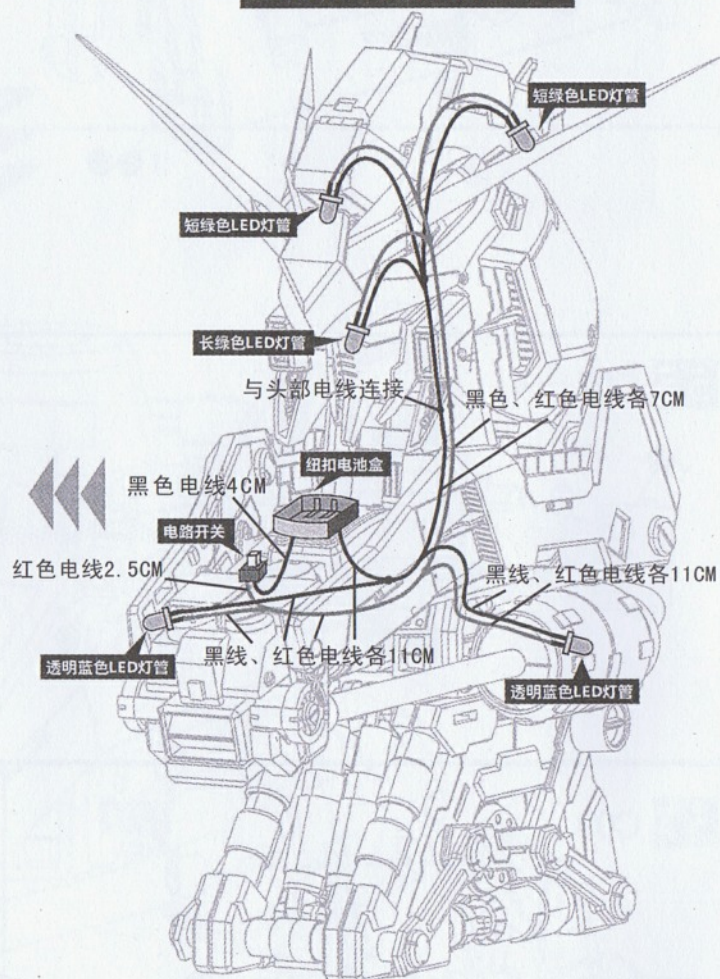 短绿色LED灯管
短绿色LED灯管
长绿色LED灯管
与头部电线连接
黑色、红色电线各7CM
纽扣电池盒
黑色电线4CM
电路开关
红色电线2.5CM
黑线、红色电线各11CM
黑线、红色电线各11CM
透明蓝色LED灯管
透明蓝色LED灯管